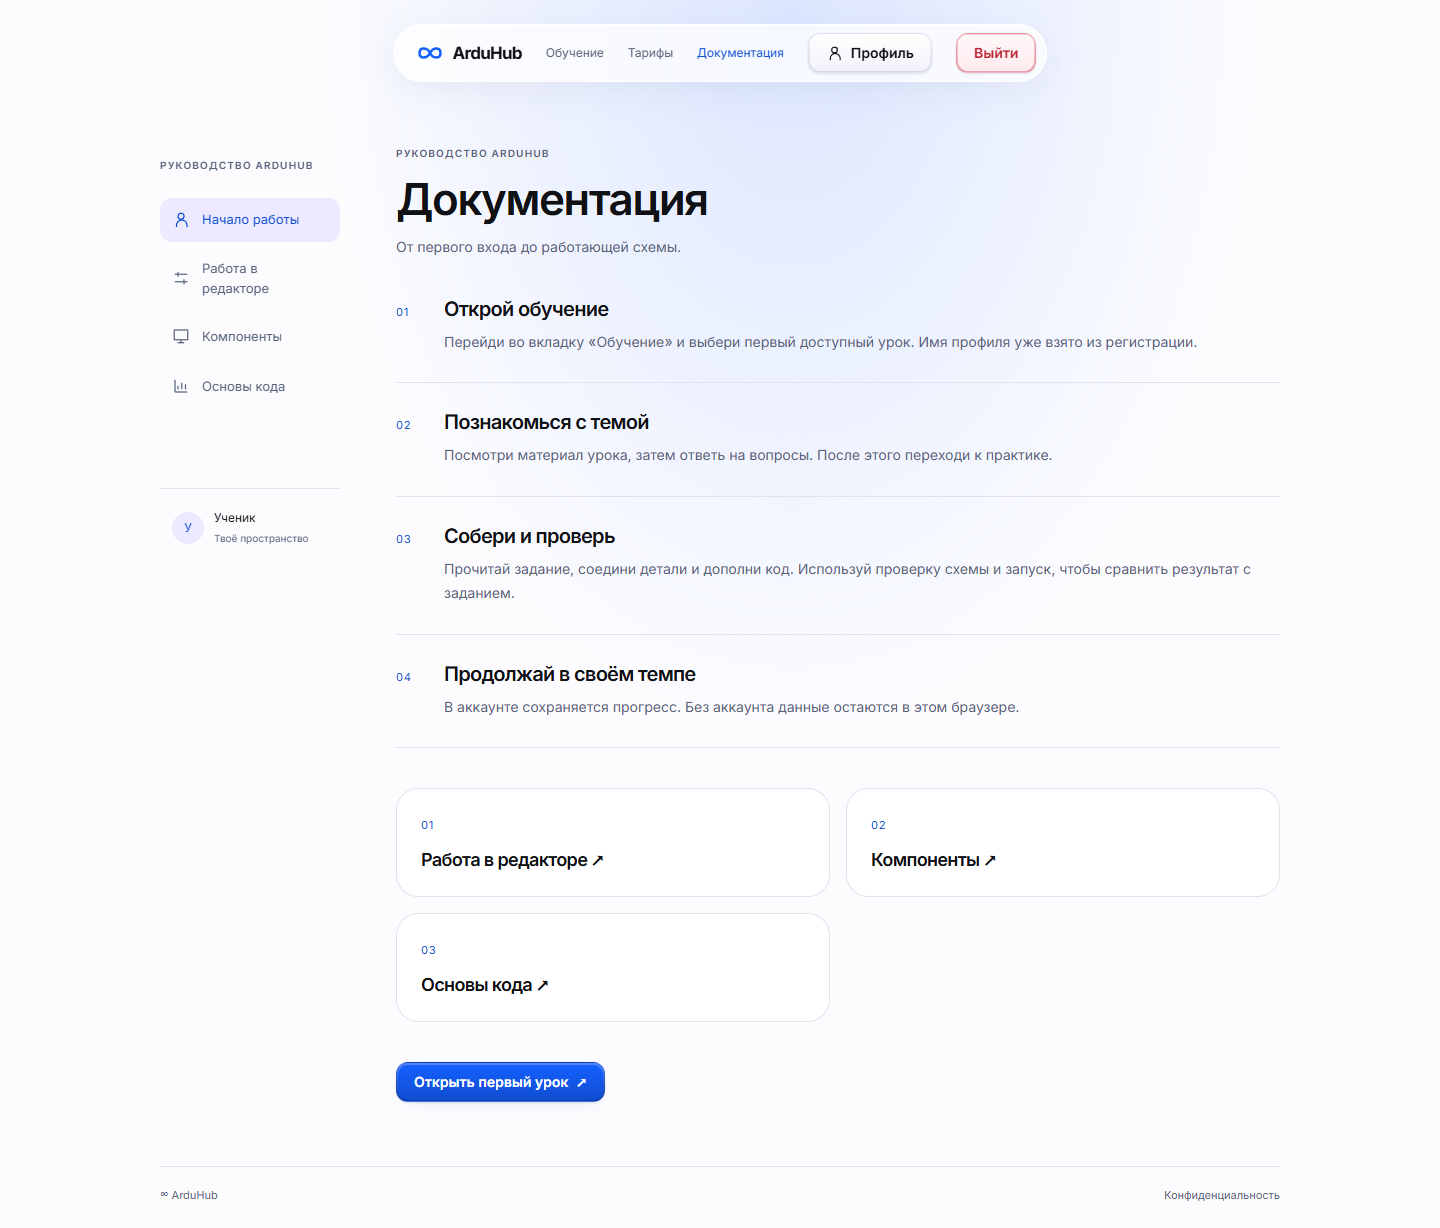 ArduHub
Обучение
Тарифы
Документация
Профиль
Выйти
РУКОВОДСТВО ARDUHUB
Начало работы
Работа в
редакторе
Компоненты
Основы кода
У
Ученик
Твоё пространство
РУКОВОДСТВО ARDUHUB
Документация
От первого входа до работающей схемы.
01
Открой обучение
Перейди во вкладку «Обучение» и выбери первый доступный урок. Имя профиля уже взято из регистрации.
02
Познакомься с темой
Посмотри материал урока, затем ответь на вопросы. После этого переходи к практике.
03
Собери и проверь
Прочитай задание, соедини детали и дополни код. Используй проверку схемы и запуск, чтобы сравнить результат с
заданием.
04
Продолжай в своём темпе
В аккаунте сохраняется прогресс. Без аккаунта данные остаются в этом браузере.
01
Работа в редакторе ↗
02
Компоненты ↗
03
Основы кода ↗
Открыть первый урок ↗
∞ ArduHub
Конфиденциальность